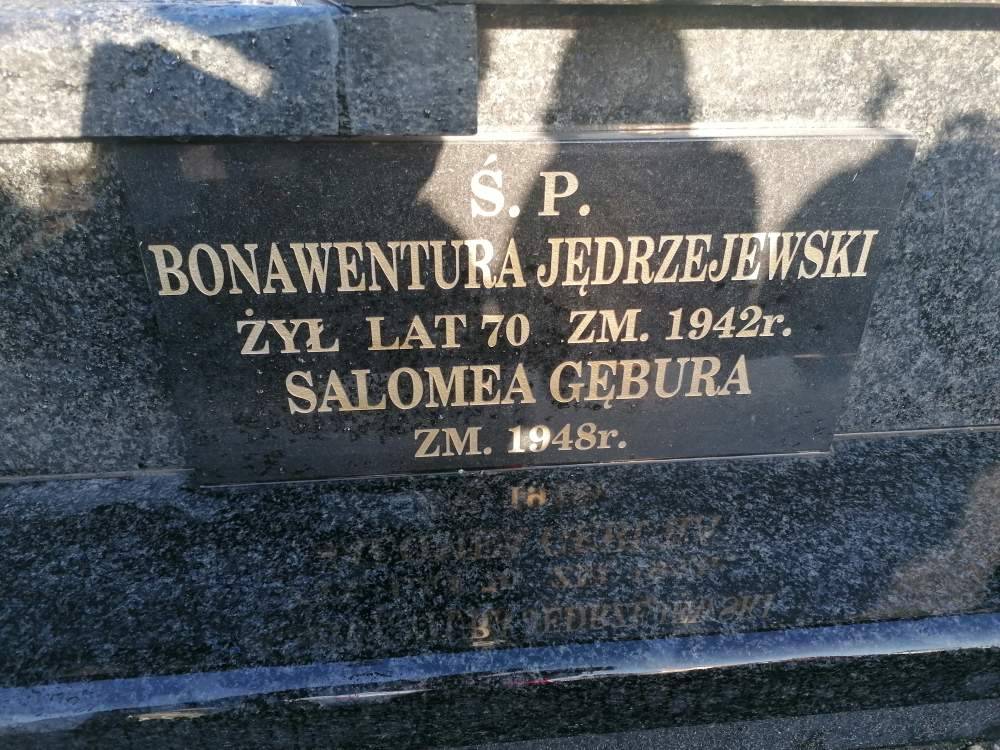 Ś. P.
BONAWENTURA JĘDRZEJEWSKI
ŻYŁ LAT 70 ZM. 1942r.
SALOMEA GĘBURA
ZM. 1948r.